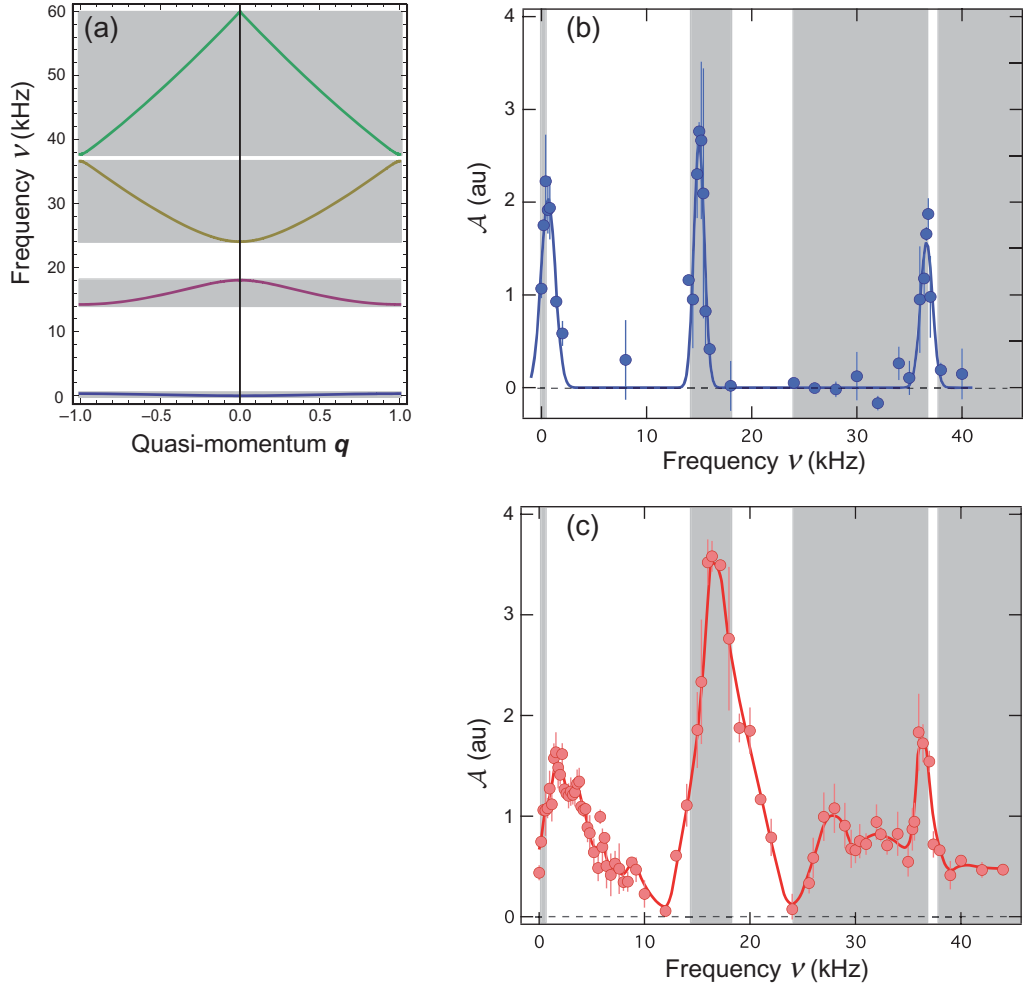 (a)
Frequency ν (kHz)
60
50
40
30
20
10
0
−1.0 −0.5 0.0 0.5 1.0
Quasi-momentum q
(b)
𝒜 (au)
4
3
2
1
0
0 10 20 30 40
Frequency ν (kHz)
(c)
𝒜 (au)
4
3
2
1
0
0 10 20 30 40
Frequency ν (kHz)